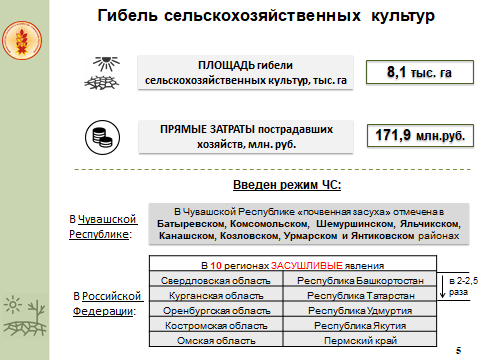 Гибель сельскохозяйственных культур
ПЛОЩАДЬ гибели
сельскохозяйственных культур, тыс. га
8,1 тыс. га
ПРЯМЫЕ ЗАТРАТЫ пострадавших
хозяйств, млн. руб.
171,9 млн.руб.
Введен режим ЧС:
В Чувашской
Республике:
В Чувашской Республике «почвенная засуха» отмечена в
Батыревском, Комсомольском, Шемуршинском, Яльчикском,
Канашском, Козловском, Урмарском и Янтиковском районах
В Российской
Федерации:
В 10 регионах ЗАСУШЛИВЫЕ явления
Свердловская область Республика Башкортостан
Курганская область Республика Татарстан
Оренбургская область Республика Удмуртия
Костромская область Республика Якутия
Омская область Пермский край
в 2-2,5
раза
5